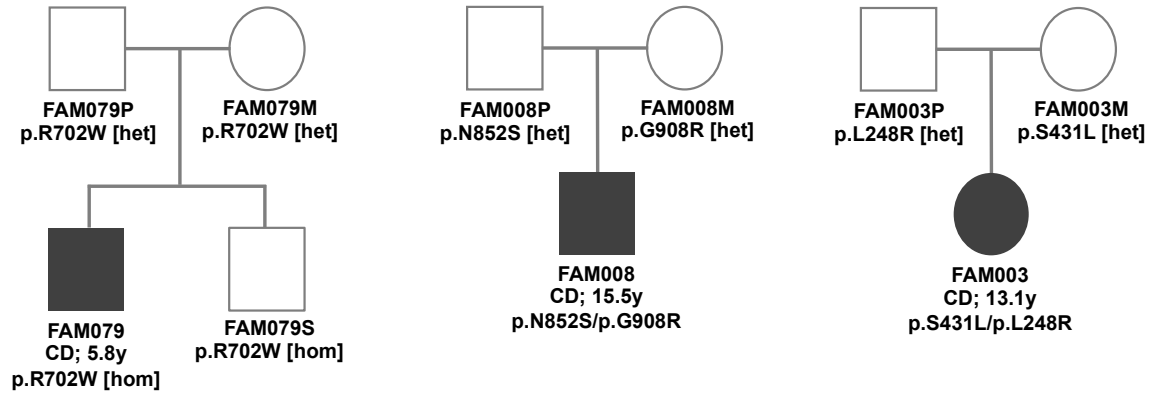 FAM079P
p.R702W [het]
FAM079M
p.R702W [het]
FAM079
CD; 5.8y
p.R702W [hom]
FAM079S
p.R702W [hom]
FAM008P
p.N852S [het]
FAM008M
p.G908R [het]
FAM008
CD; 15.5y
p.N852S/p.G908R
FAM003P
p.L248R [het]
FAM003M
p.S431L [het]
FAM003
CD; 13.1y
p.S431L/p.L248R